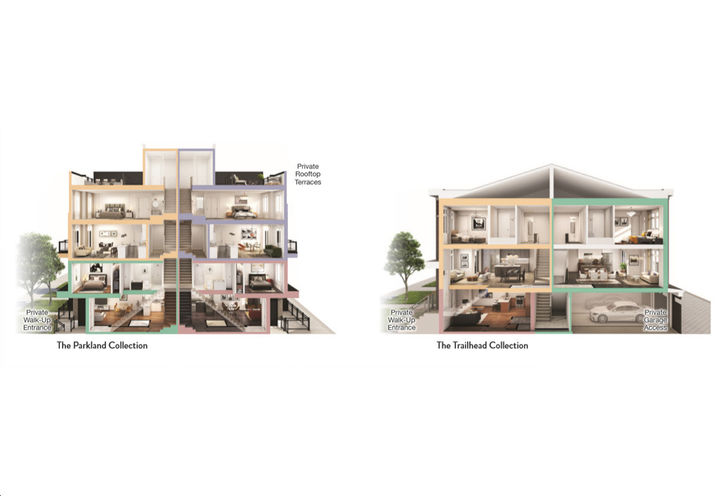 Private
Rooftop
Terraces
Private
Walk-Up
Entrance
The Parkland Collection
Private
Walk-Up
Entrance
Private
Garage
Access
The Trailhead Collection